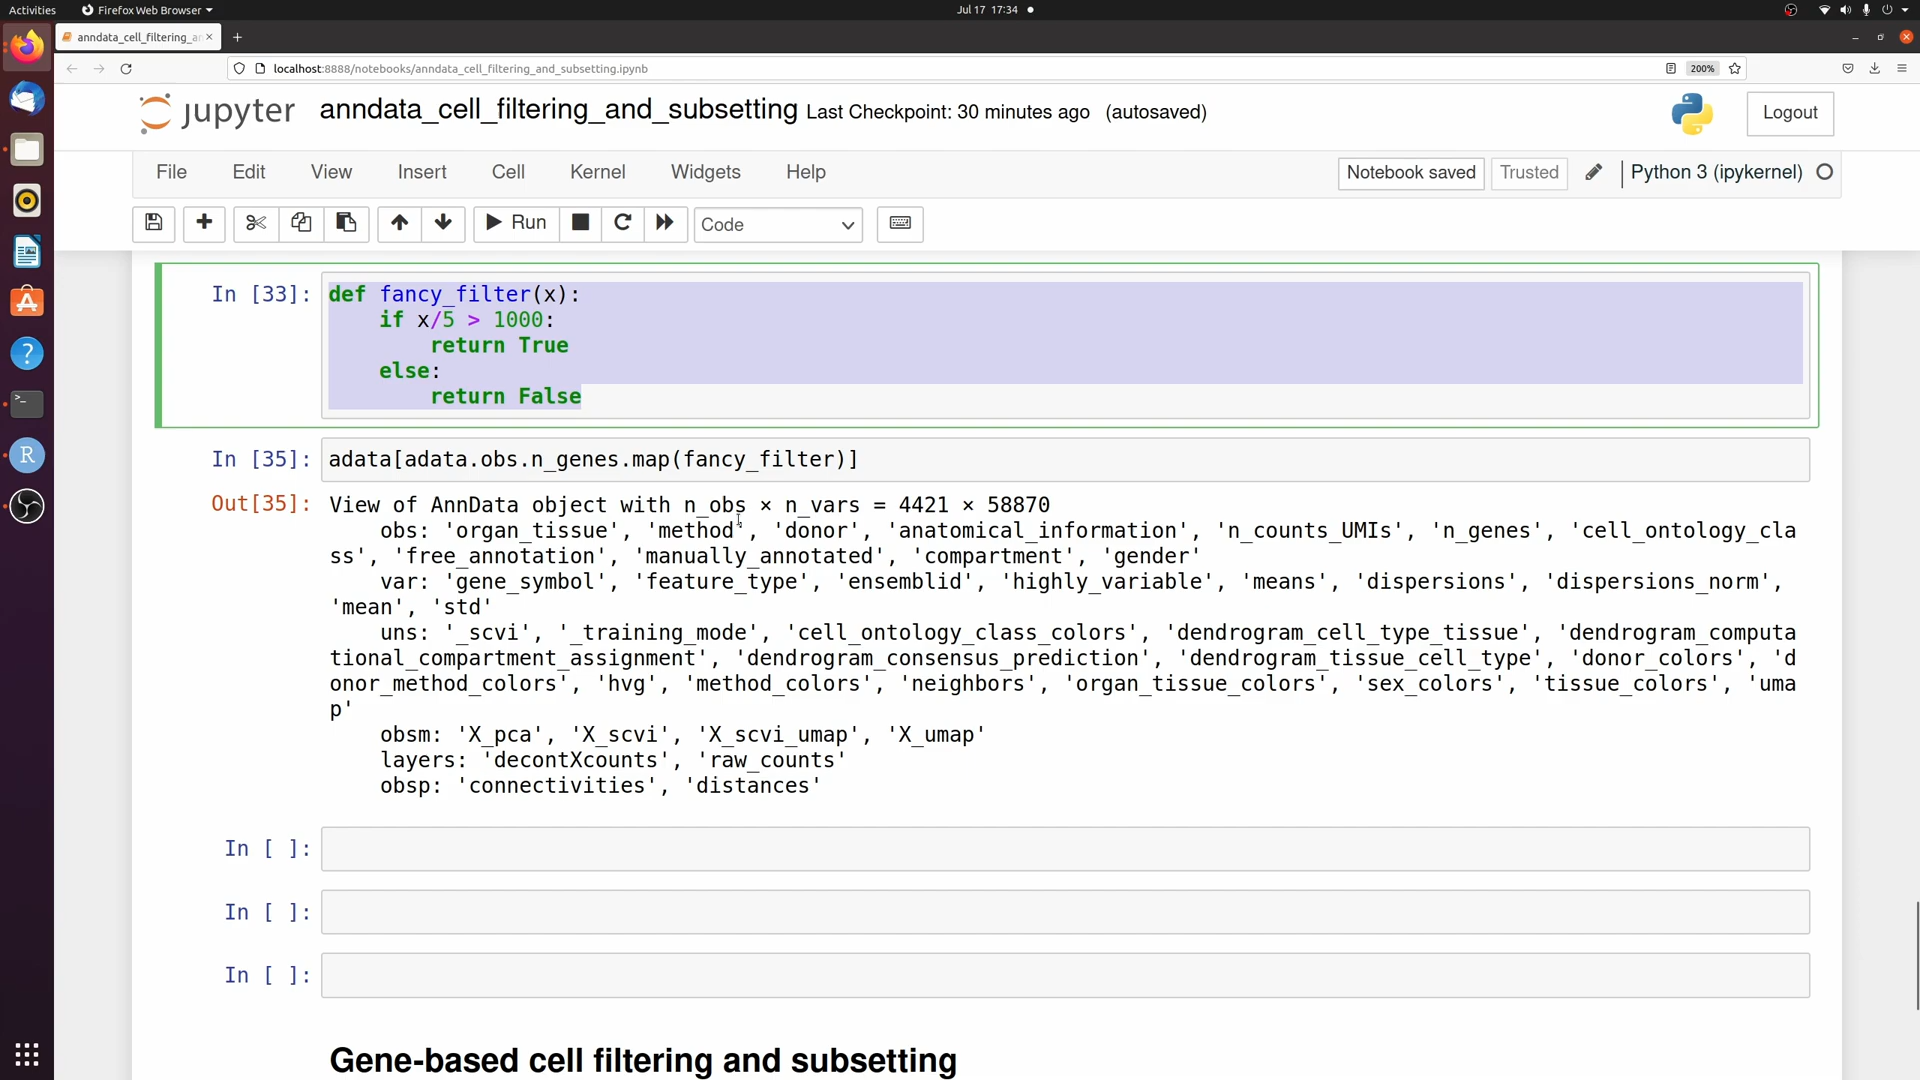 Activities
Firefox Web Browser
Jul 17 17:34
anndata_cell_filtering_a
localhost:8888/notebooks/anndata_cell_filtering_and_subsetting.ipynb
200%
jupyter
anndata_cell_filtering_and_subsetting Last Checkpoint: 30 minutes ago (autosaved)
Logout
File Edit View Insert Cell Kernel Widgets Help
Notebook saved
Trusted
Python 3 (ipykernel)
Run
Code
In [33]:
def fancy_filter(x):
if x/5 > 1000:
return True
else:
return False
In [35]:
adata[adata.obs.n_genes.map(fancy_filter)]
Out[35]:
View of AnnData object with n_obs × n_vars = 4421 × 58870
obs: 'organ_tissue', 'method', 'donor', 'anatomical_information', 'n_counts_UMIs', 'n_genes', 'cell_ontology_cla
ss', 'free_annotation', 'manually_annotated', 'compartment', 'gender'
var: 'gene_symbol', 'feature_type', 'ensemblid', 'highly_variable', 'means', 'dispersions', 'dispersions_norm',
'mean', 'std'
uns: '_scvi', '_training_mode', 'cell_ontology_class_colors', 'dendrogram_cell_type_tissue', 'dendrogram_computa
tional_compartment_assignment', 'dendrogram_consensus_prediction', 'dendrogram_tissue_cell_type', 'donor_colors', 'd
onor_method_colors', 'hvg', 'method_colors', 'neighbors', 'organ_tissue_colors', 'sex_colors', 'tissue_colors', 'uma
p'
obsm: 'X_pca', 'X_scvi', 'X_scvi_umap', 'X_umap'
layers: 'decontXcounts', 'raw_counts'
obsp: 'connectivities', 'distances'
In [ ]:
In [ ]:
In [ ]:
Gene-based cell filtering and subsetting